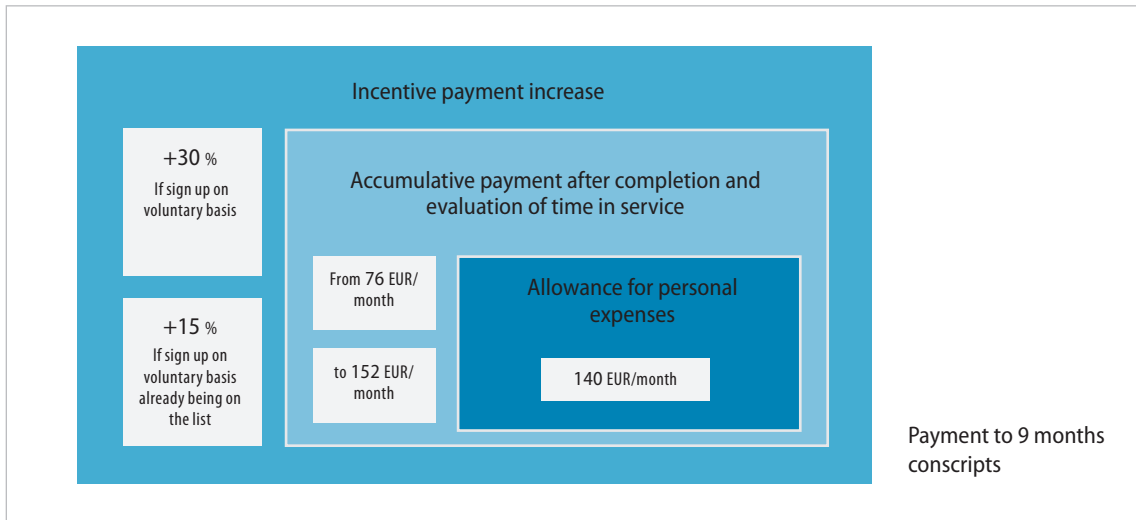 Incentive payment increase
+30 %
If sign up on
voluntary basis
+15 %
If sign up on
voluntary basis
already being on
the list
Accumulative payment after completion and
evaluation of time in service
From 76 EUR/
month
to 152 EUR/
month
Allowance for personal
expenses
140 EUR/month
Payment to 9 months
conscripts